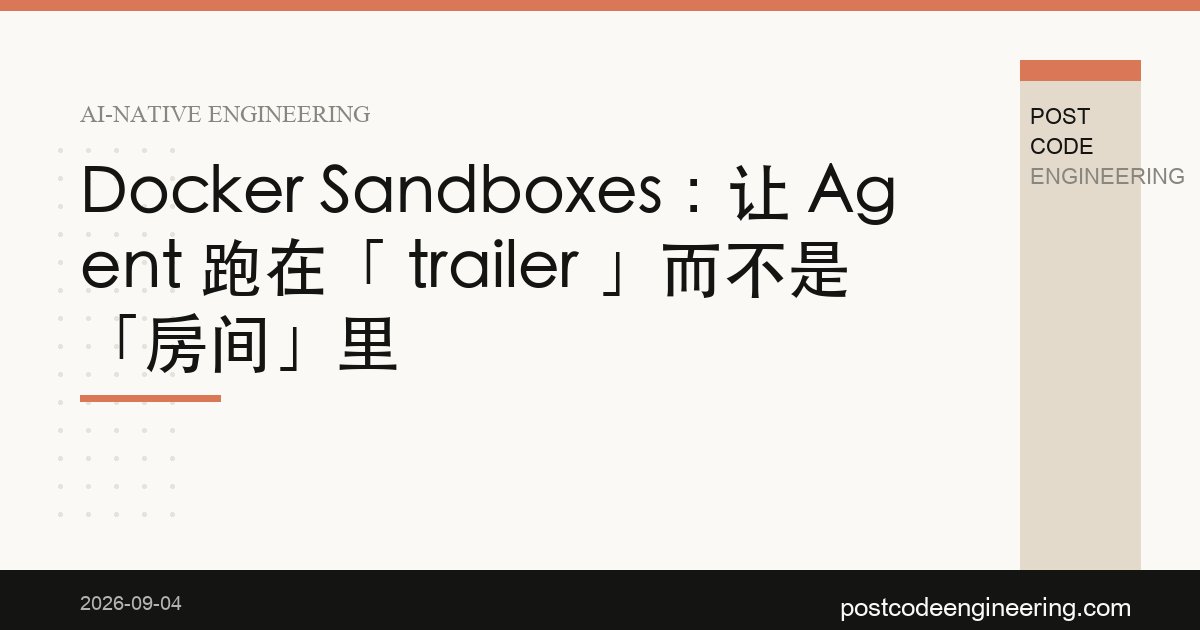 AI-NATIVE ENGINEERING
Docker Sandboxes：让 Ag
ent 跑在「 trailer 」而不是
「房间」里
POST
CODE
ENGINEERING
2026-09-04
postcodeengineering.com